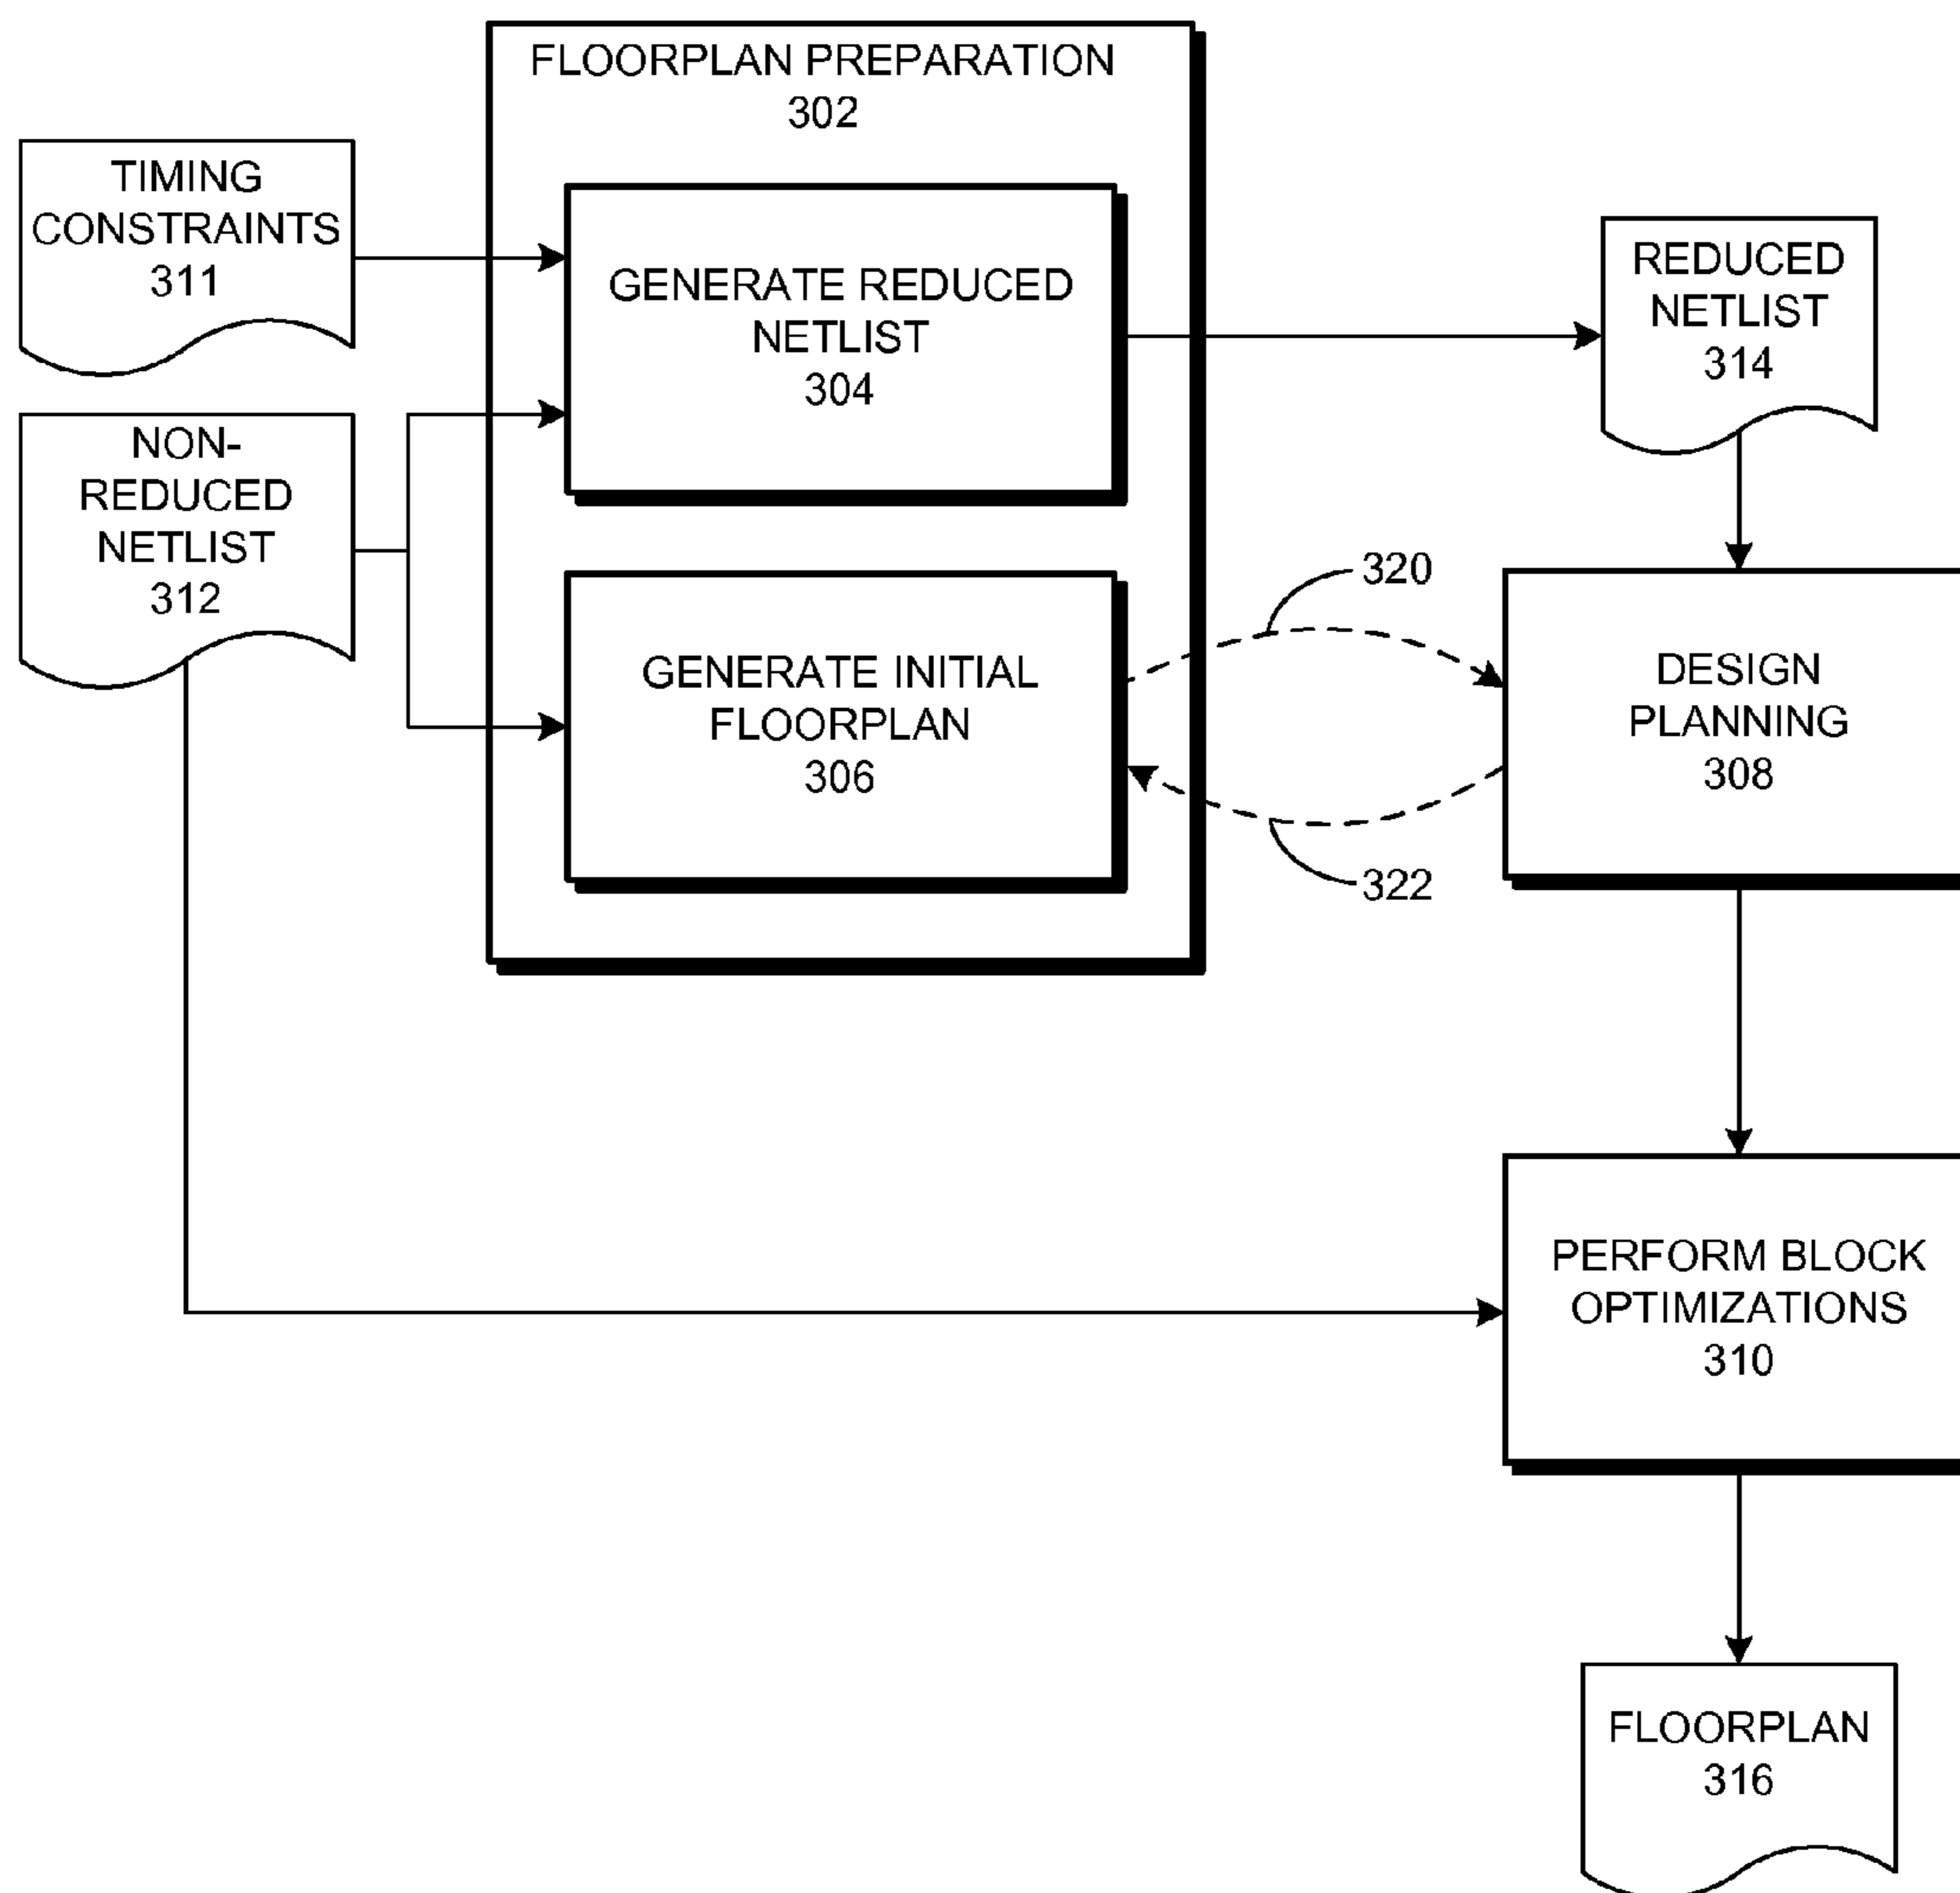 FLOORPLAN PREPARATION
302
TIMING
CONSTRAINTS
311
GENERATE REDUCED
NETLIST
304
REDUCED
NETLIST
314
NON-
REDUCED
NETLIST
312
GENERATE INITIAL
FLOORPLAN
306
320
322
DESIGN
PLANNING
308
PERFORM BLOCK
OPTIMIZATIONS
310
FLOORPLAN
316